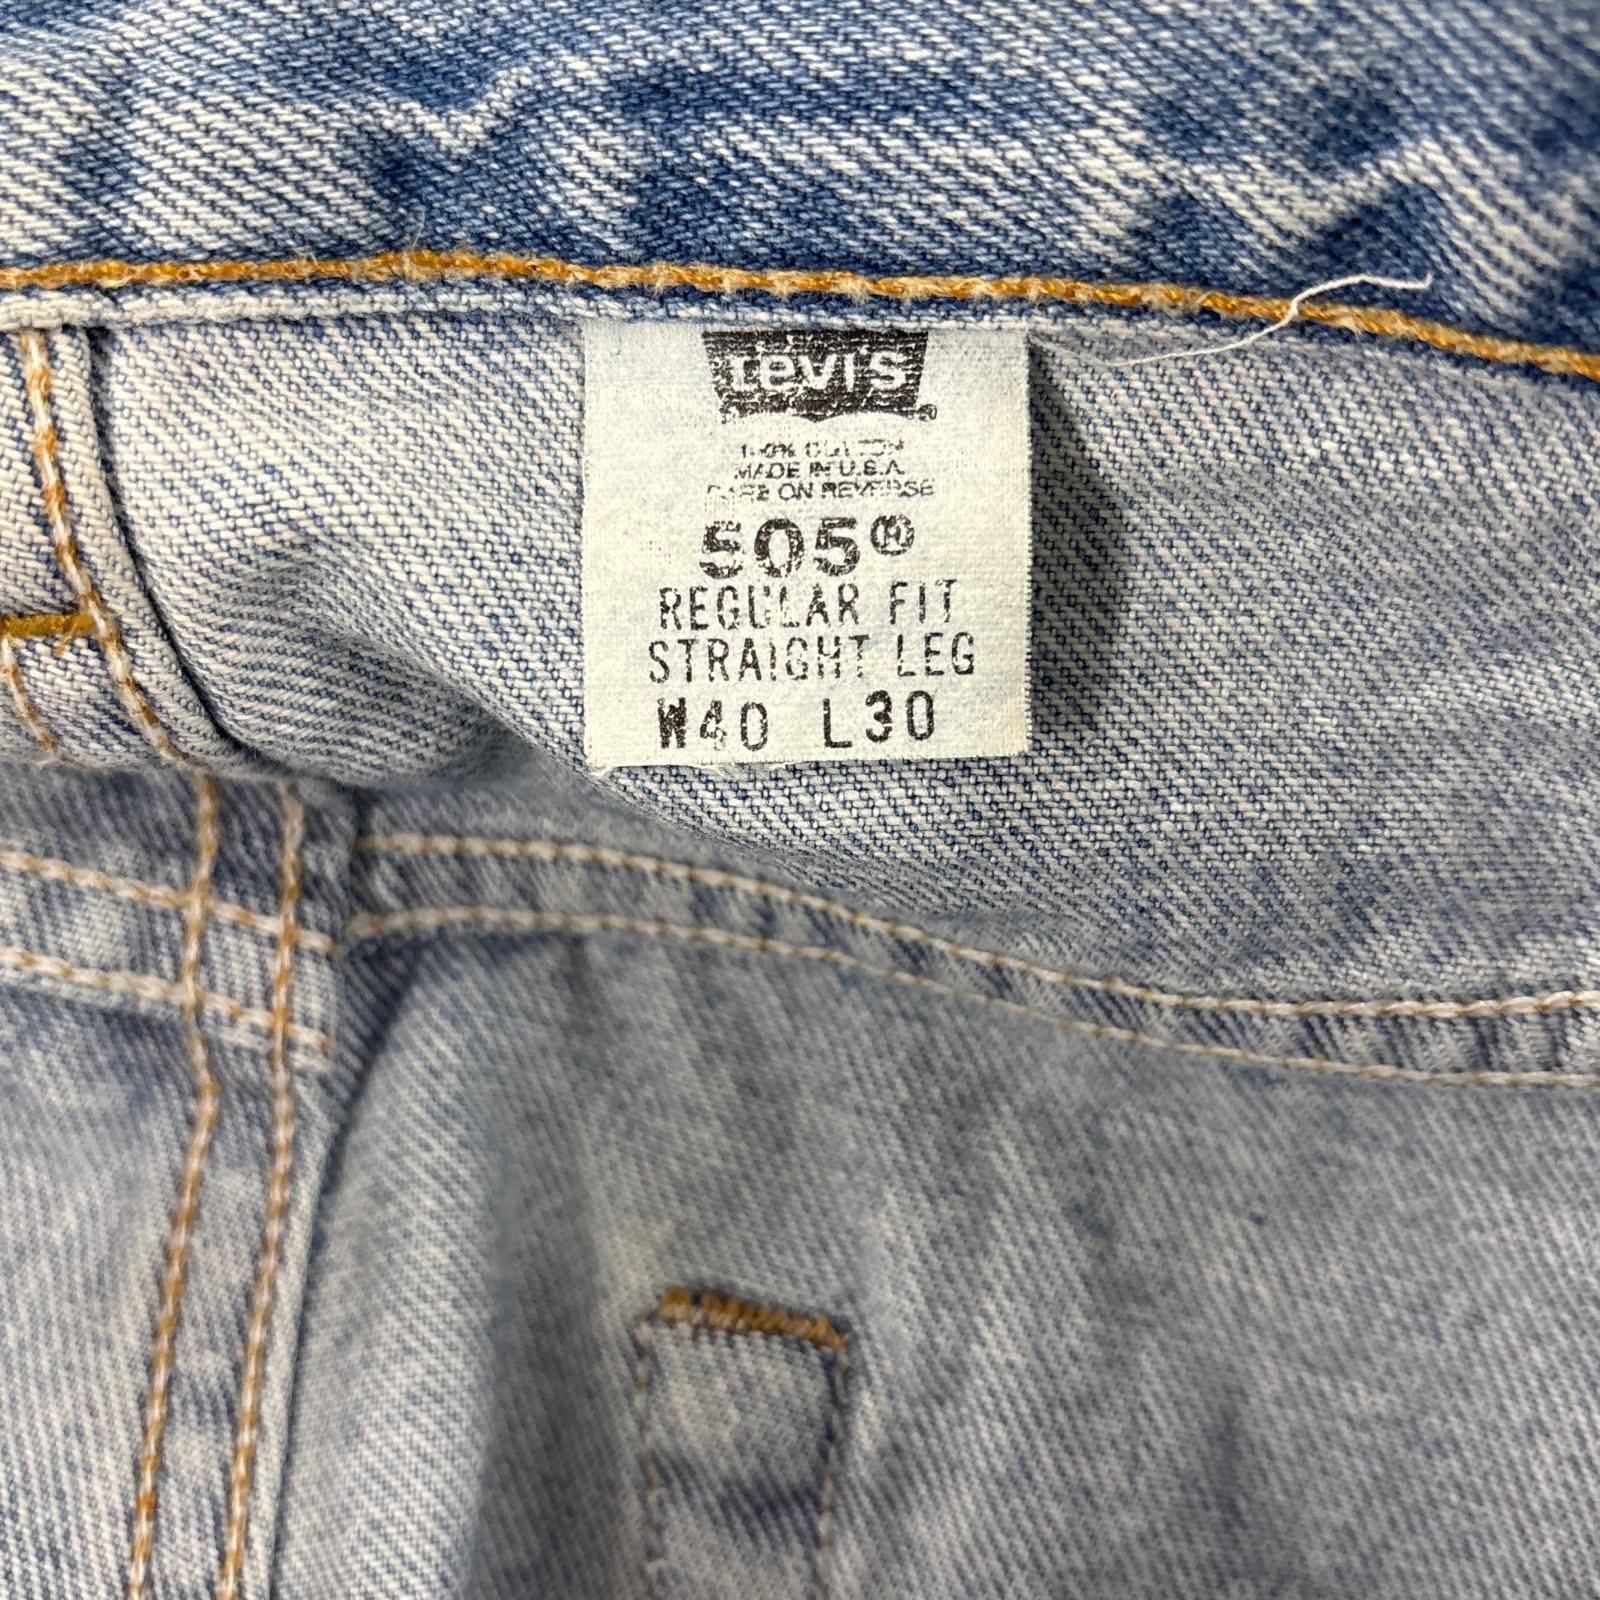 Levi's®
100% COTTON
MADE IN U.S.A.
CARE ON REVERSE
505®
REGULAR FIT
STRAIGHT LEG
W40 L30